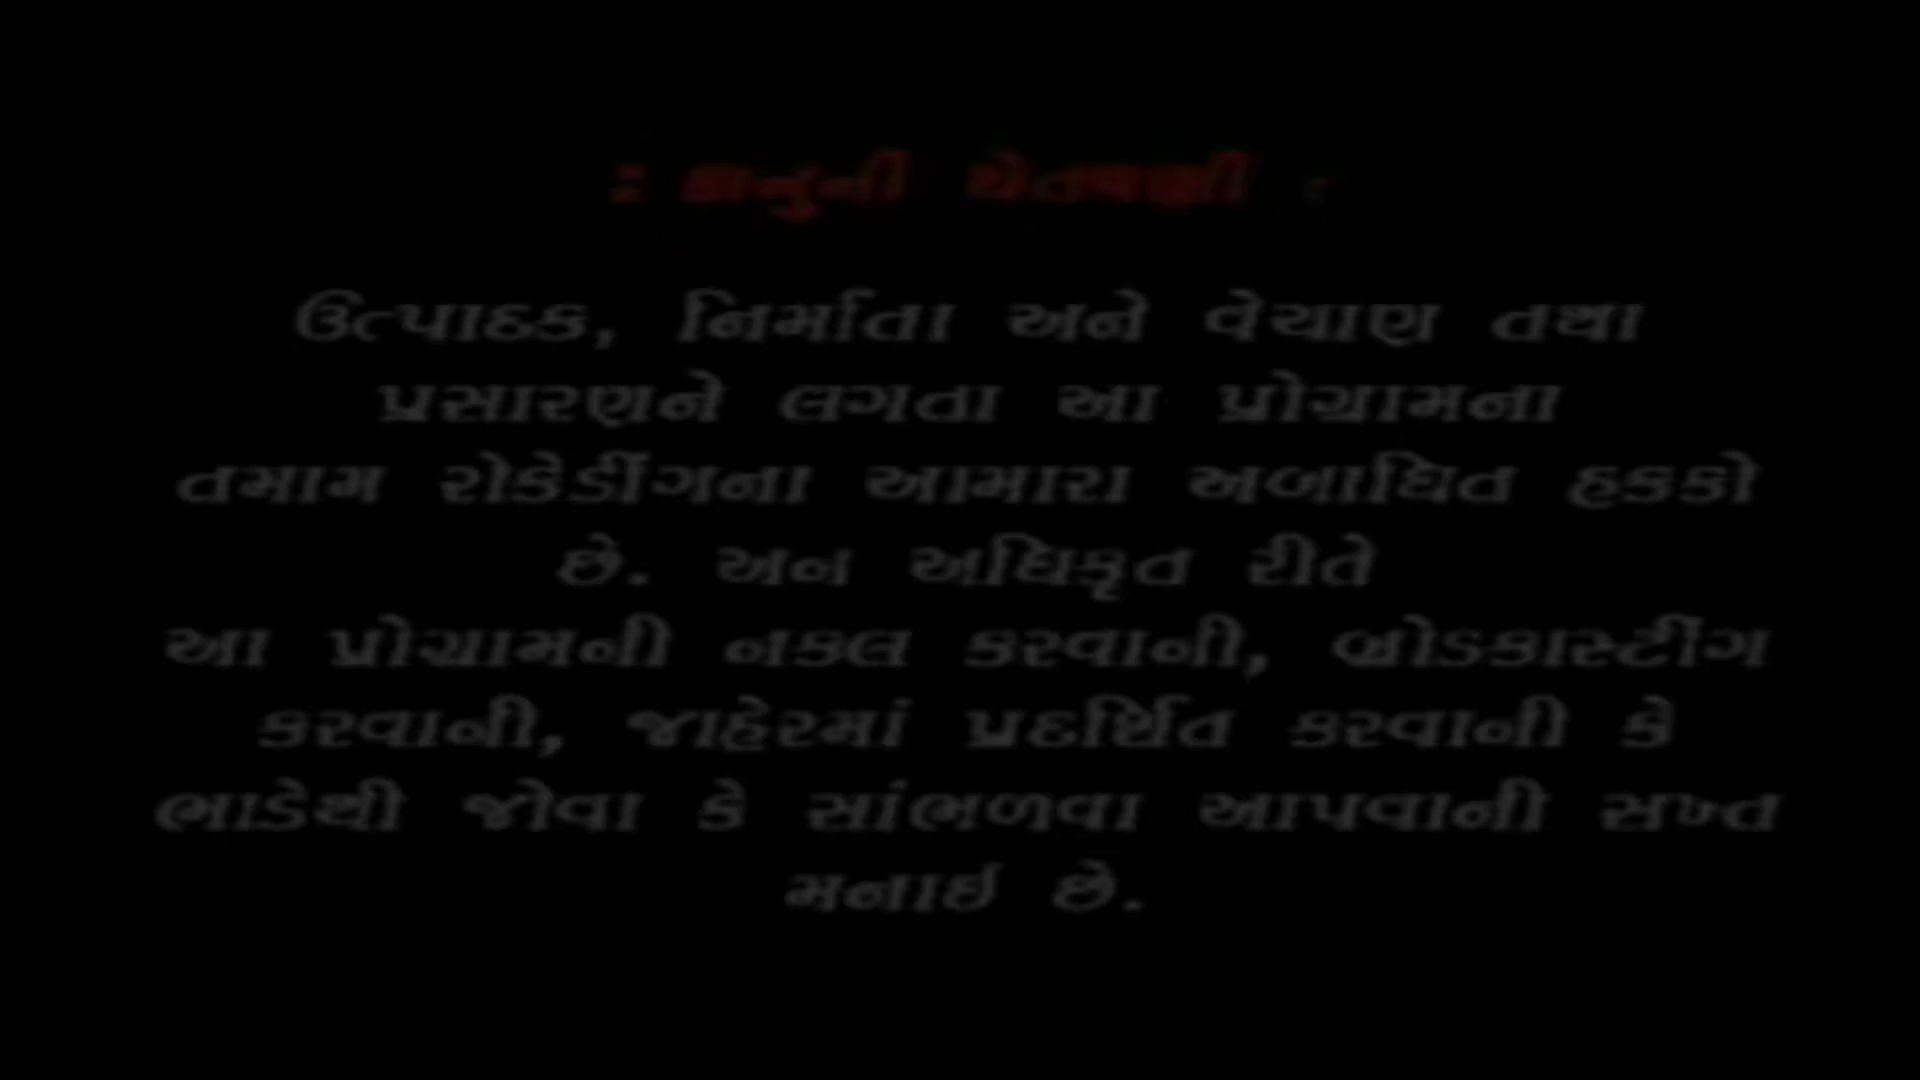 : કાનુની ચેતવણી :
ઉત્પાદક, નિર્માતા અને વેચાણ તથા
પ્રસારણને લગતા આ પ્રોગ્રામના
તમામ રોકેર્ડીંગના આમારા અબાધિત હકકો
છે. અન અધિકૃત રીતે
આ પ્રોગ્રામની નકલ કરવાની, બ્રોડકાસ્ટીંગ
કરવાની, જાહેરમાં પ્રદર્શિત કરવાની કે
ભાડેથી જોવા કે સાંભળવા આપવાની સખ્ત
મનાઇ છે.